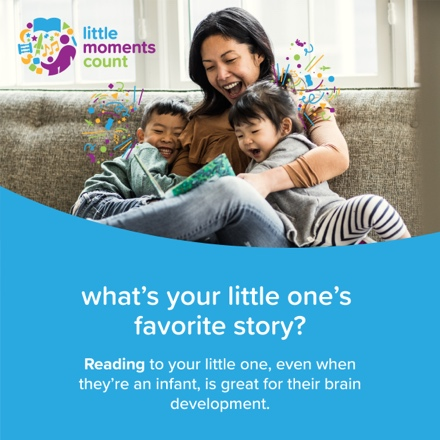 little
moments
count
what's your little one's
favorite story?
Reading to your little one, even when
they're an infant, is great for their brain
development.